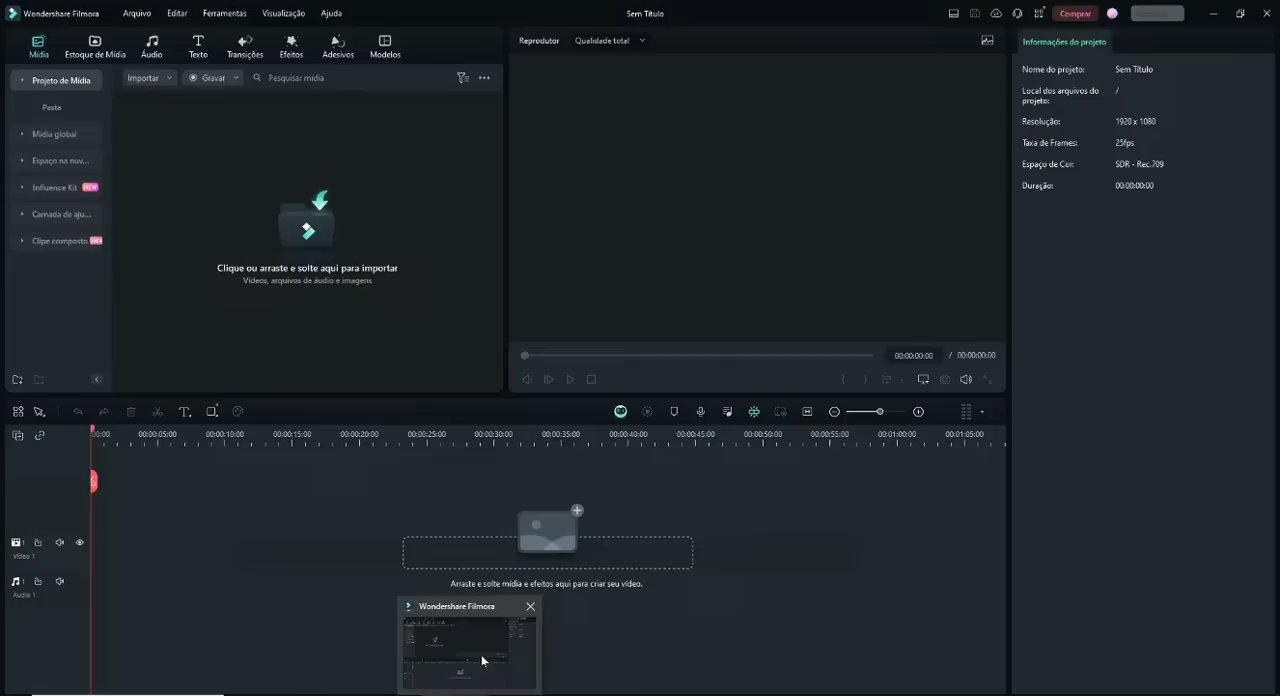 Wondershare Filmora
Arquivo Editar Ferramentas Visualização Ajuda
Sem Título
Comprar
Mídia Estoque de Mídia Áudio Texto Transições Efeitos Adesivos Modelos
Reprodutor Qualidade total
Informações do projeto
Projeto de Mídia
Importar Gravar Pesquisar mídia
Pasta
Mídia global
Espaço na nuv...
Influence Kit NEW
Camada de aju...
Clipe composto NEW
Clique ou arraste e solte aqui para importar
Vídeos, arquivos de áudio e imagens
Nome do projeto: Sem Título
Local dos arquivos do projeto: /
Resolução: 1920 x 1080
Taxa de Frames: 25fps
Espaço de Cor: SDR - Rec.709
Duração: 00:00:00:00
00:00:00:00 / 00:00:00:00
00:00 00:00:05:00 00:00:10:00 00:00:15:00 00:00:20:00 00:00:25:00 00:00:30:00 00:00:35:00 00:00:40:00 00:00:45:00 00:00:50:00 00:00:55:00 00:01:00:00 00:01:05:00
1
Vídeo 1
Arraste e solte mídia e efeitos aqui para criar seu vídeo.
1
Áudio 1
Wondershare Filmora